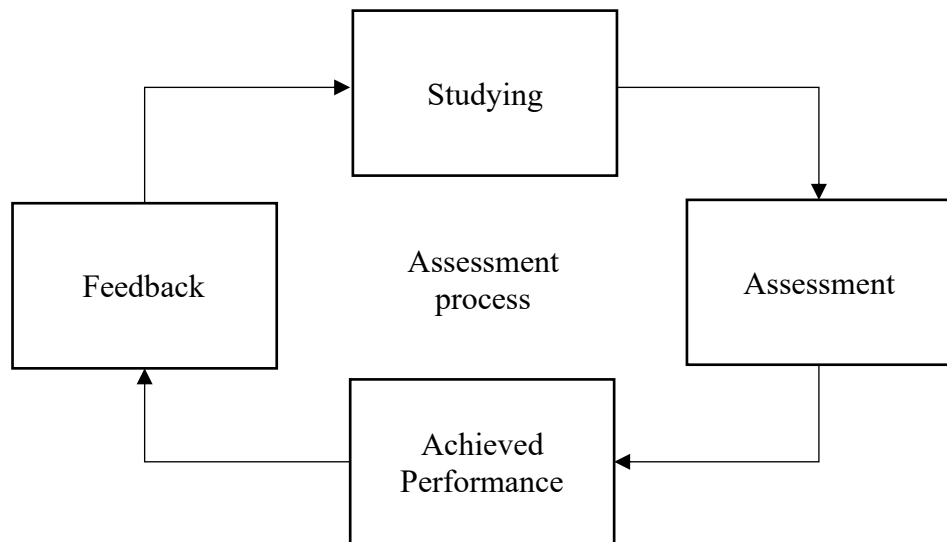 Studying
Feedback
Assessment
process
Assessment
Achieved
Performance